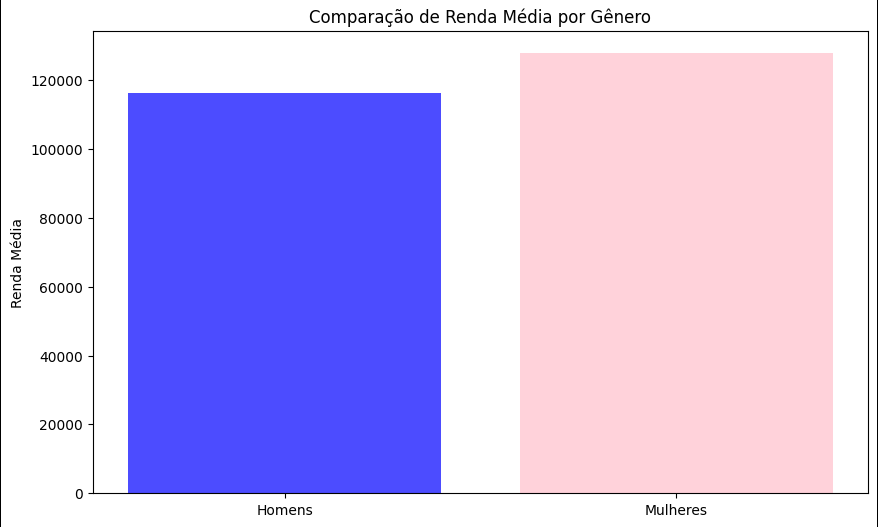 Comparação de Renda Média por Gênero
Renda Média
120000
100000
80000
60000
40000
20000
0
Homens
Mulheres